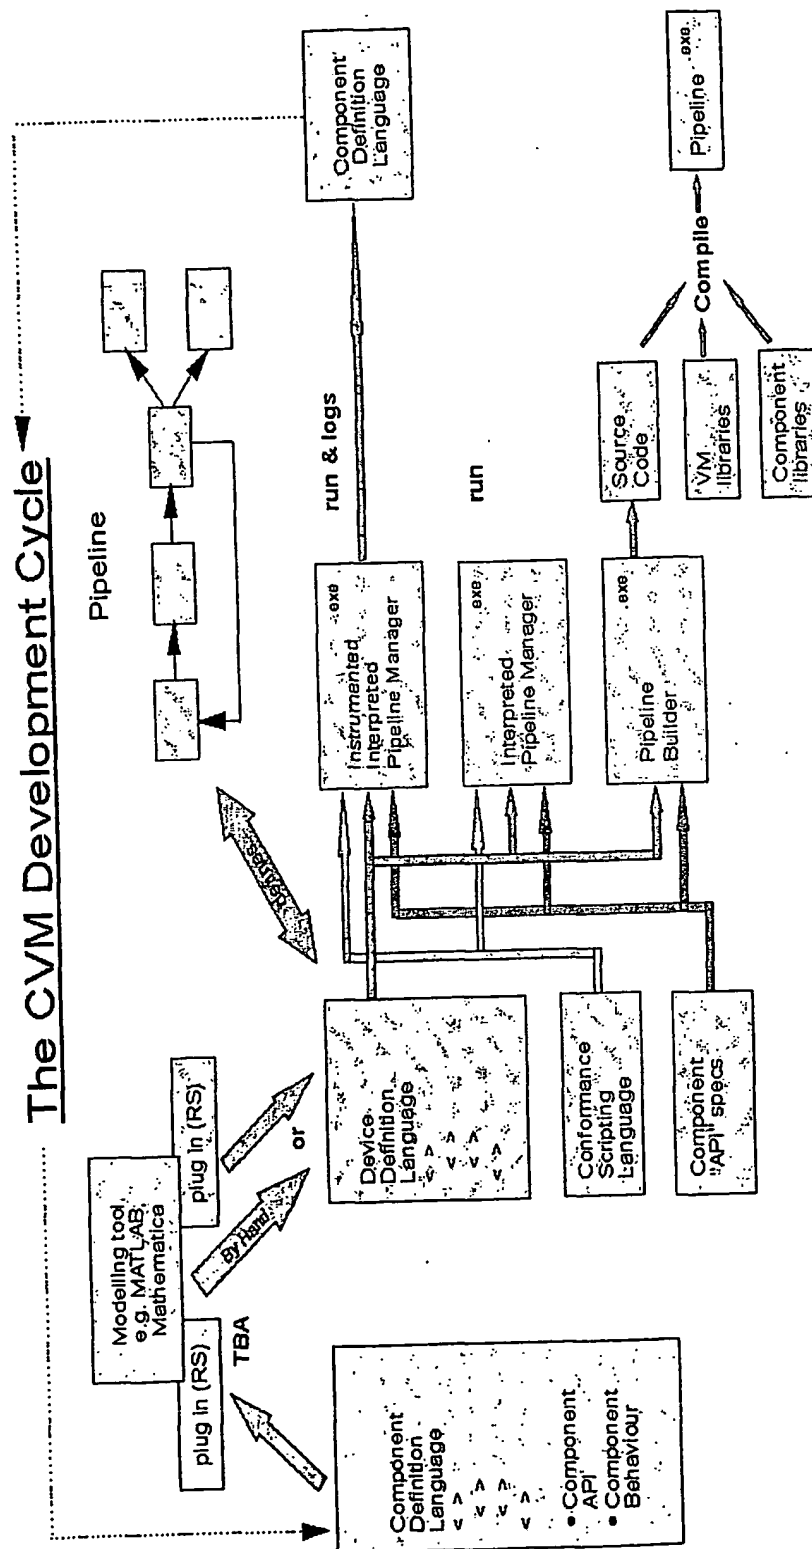 The CVM Development Cycle
Modelling tool
e.g. MATLAB,
Mathematica
plug in (RS)
plug in (RS)
TBA
By Hand
or
Pipeline
defines
Component
Definition
Language
< >
< >
< >
< >
• Component
API
• Component
Behaviour
Device
Definition
Language
< >
< >
< >
< >
Conformance
Scripting
Language
Component
"API" specs
Instrumented
Interpreted
Pipeline Manager
.exe
Interpreted
Pipeline Manager
.exe
Pipeline
Builder
.exe
run & logs
run
Component
Definition
Language
Source
Code
VM
libraries
Component
libraries
Compile
Pipeline
.exe